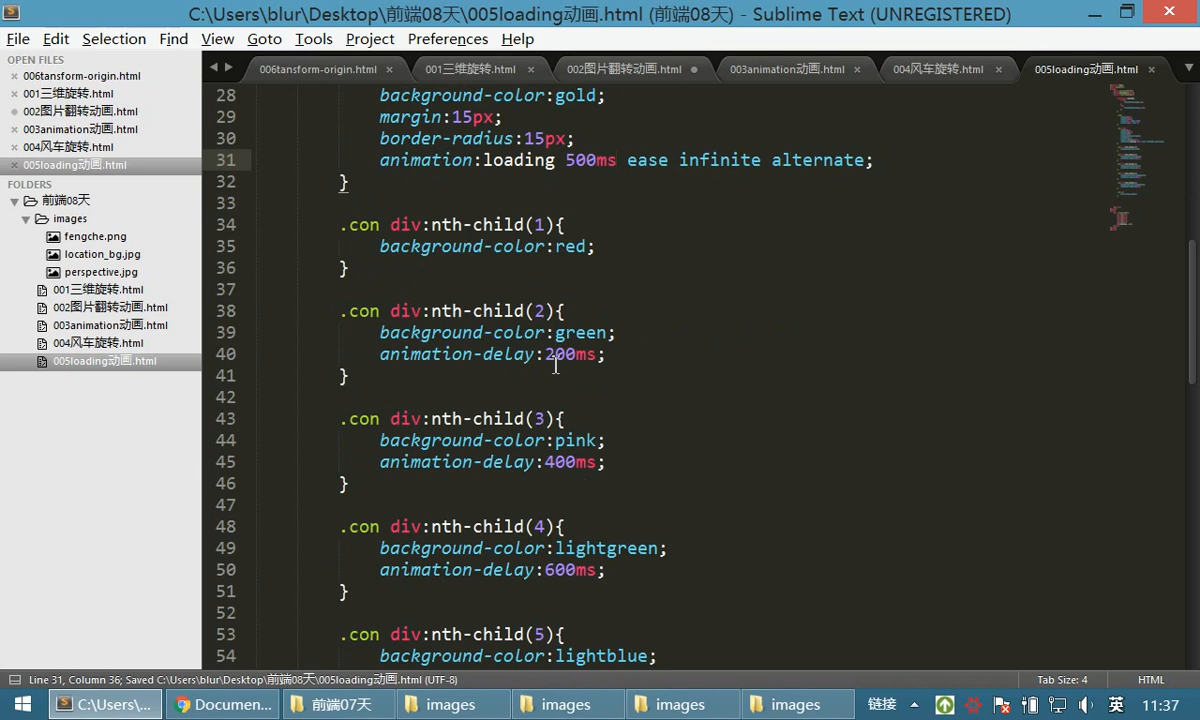 C:\Users\blur\Desktop\前端08天\005loading动画.html (前端08天) - Sublime Text (UNREGISTERED)
File Edit Selection Find View Goto Tools Project Preferences Help
OPEN FILES
006tansform-origin.html
001三维旋转.html
002图片翻转动画.html
003animation动画.html
004风车旋转.html
005loading动画.html
FOLDERS
前端08天
images
fengche.png
location_bg.jpg
perspective.jpg
001三维旋转.html
002图片翻转动画.html
003animation动画.html
004风车旋转.html
005loading动画.html
006tansform-origin.html 001三维旋转.html 002图片翻转动画.html 003animation动画.html 004风车旋转.html 005loading动画.html
28 background-color:gold;
29 margin:15px;
30 border-radius:15px;
31 animation:loading 500ms ease infinite alternate;
32 }
33
34 .con div:nth-child(1){
35 background-color:red;
36 }
37
38 .con div:nth-child(2){
39 background-color:green;
40 animation-delay:200ms;
41 }
42
43 .con div:nth-child(3){
44 background-color:pink;
45 animation-delay:400ms;
46 }
47
48 .con div:nth-child(4){
49 background-color:lightgreen;
50 animation-delay:600ms;
51 }
52
53 .con div:nth-child(5){
54 background-color:lightblue;
Line 31, Column 36; Saved C:\Users\blur\Desktop\前端08天\005loading动画.html (UTF-8) Tab Size: 4 HTML
C:\Users\... Documen... 前端07天 images images images images 链接 英 11:37